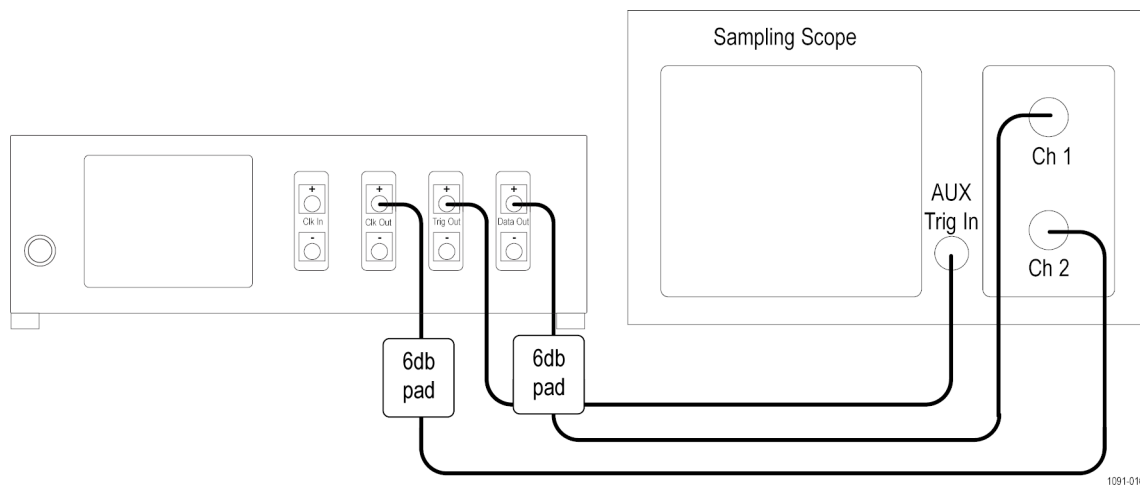 Sampling Scope
Ch 1
AUX
Trig In
Ch 2
+
Clk In
-
+
Clk Out
-
+
Trig Out
-
+
Data Out
-
6db
pad
6db
pad